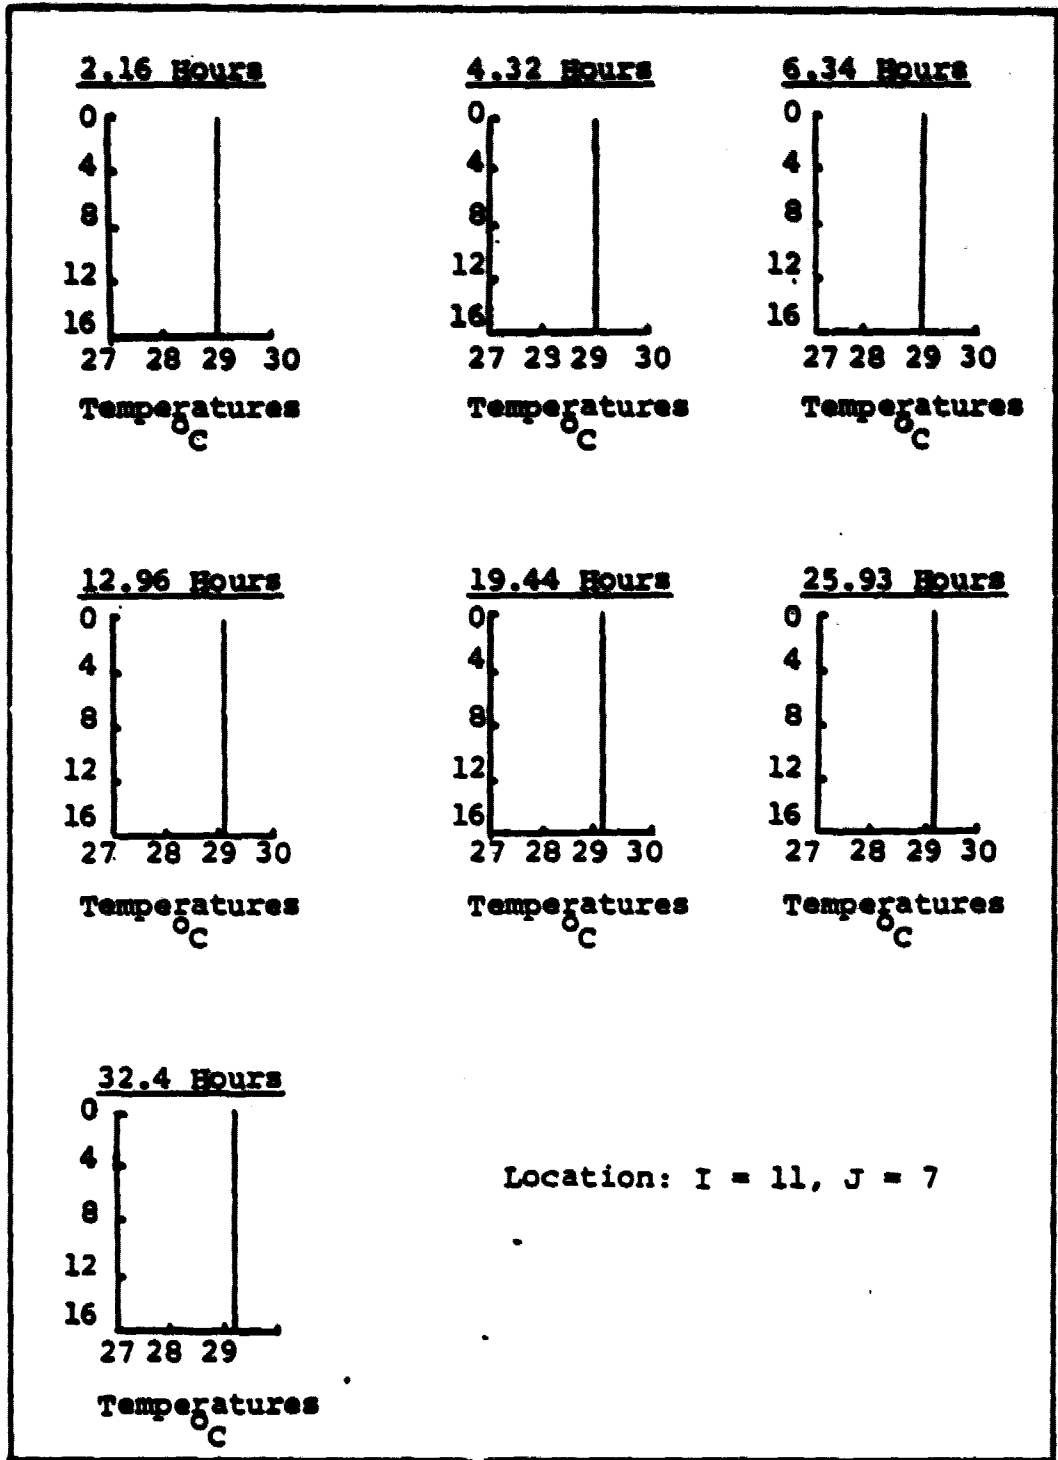 2.16 Hours
0
4
8
12
16
27 28 29 30
Temperatures
°C
4.32 Hours
0
4
8
12
16
27 23 29 30
Temperatures
°C
6.34 Hours
0
4
8
12
16
27 28 29 30
Temperatures
°C
12.96 Hours
0
4
8
12
16
27 28 29 30
Temperatures
°C
19.44 Hours
0
4
8
12
16
27 28 29 30
Temperatures
°C
25.93 Hours
0
4
8
12
16
27 28 29 30
Temperatures
°C
32.4 Hours
0
4
8
12
16
27 28 29
Temperatures
°C
Location: I = 11, J = 7